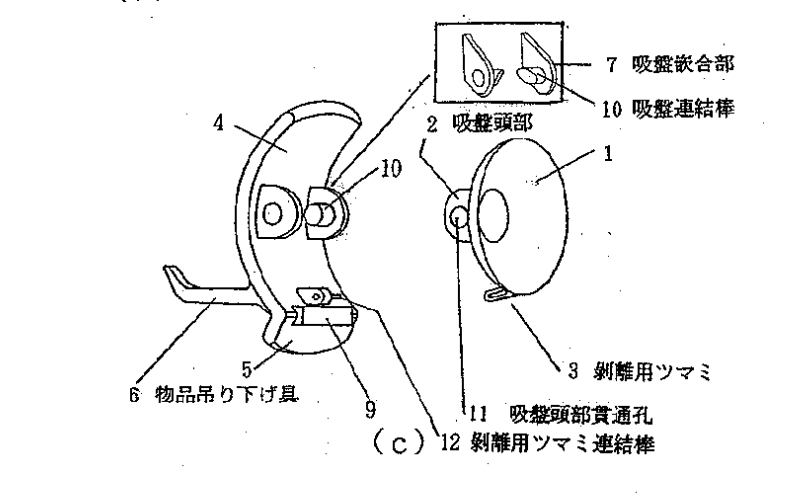 7 吸盤嵌合部
10 吸盤連結棒
2 吸盤頭部
4
1
10
5
6 物品吊り下げ具
9
3 剥離用ツマミ
11 吸盤頭部貫通孔
(c)
12 剥離用ツマミ連結棒